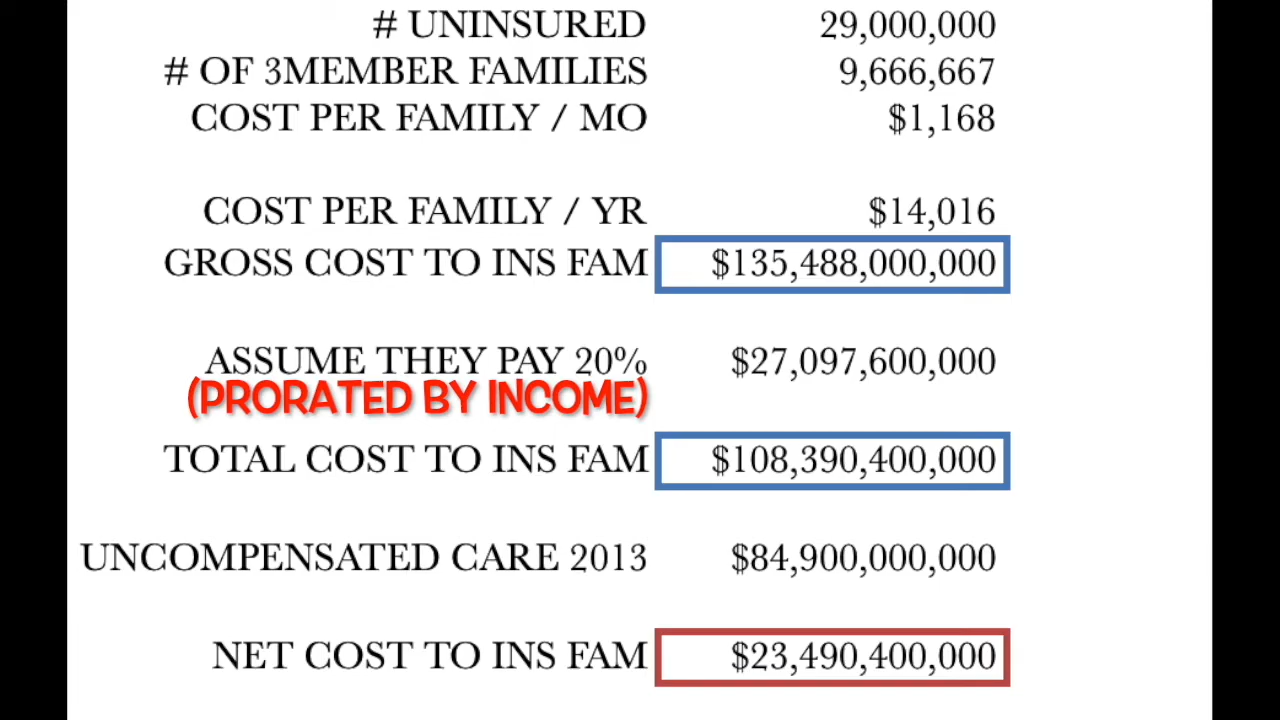 # UNINSURED 29,000,000
# OF 3MEMBER FAMILIES 9,666,667
COST PER FAMILY / MO $1,168
COST PER FAMILY / YR $14,016
GROSS COST TO INS FAM $135,488,000,000
ASSUME THEY PAY 20% $27,097,600,000
(PRORATED BY INCOME)
TOTAL COST TO INS FAM $108,390,400,000
UNCOMPENSATED CARE 2013 $84,900,000,000
NET COST TO INS FAM $23,490,400,000